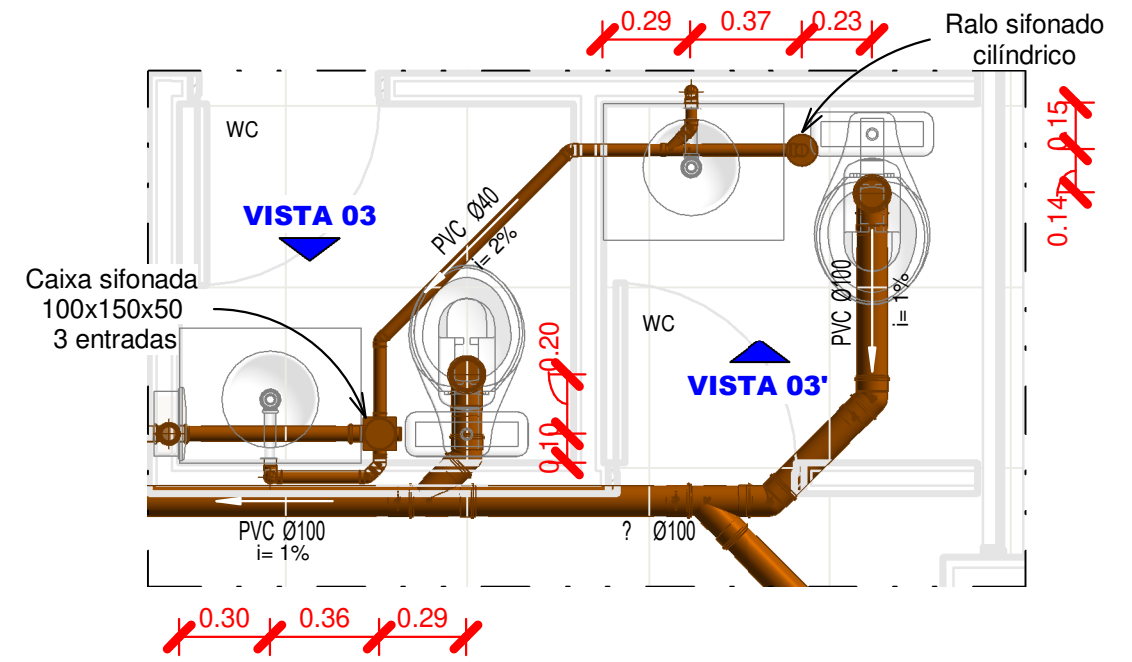 0.29
0.37
0.23
Ralo sifonado
cilíndrico
0.15
0.14
WC
VISTA 03
PVC Ø40
i= 2%
Caixa sifonada
100x150x50
3 entradas
WC
PVC Ø100
i= 1%
VISTA 03'
0.20
0.10
PVC Ø100
i= 1%
? Ø100
0.30
0.36
0.29